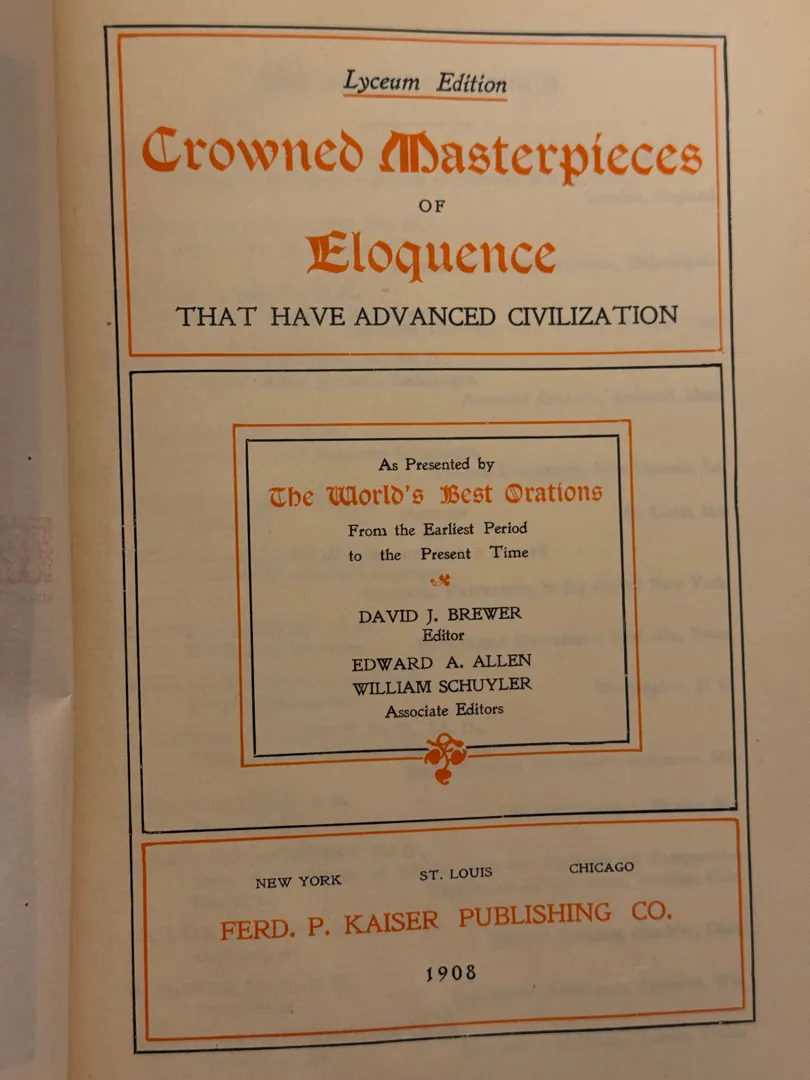 Lyceum Edition
Crowned Masterpieces
OF
Eloquence
THAT HAVE ADVANCED CIVILIZATION
As Presented by
The World's Best Orations
From the Earliest Period
to the Present Time
DAVID J. BREWER
Editor
EDWARD A. ALLEN
WILLIAM SCHUYLER
Associate Editors
NEW YORK ST. LOUIS CHICAGO
FERD. P. KAISER PUBLISHING CO.
1908